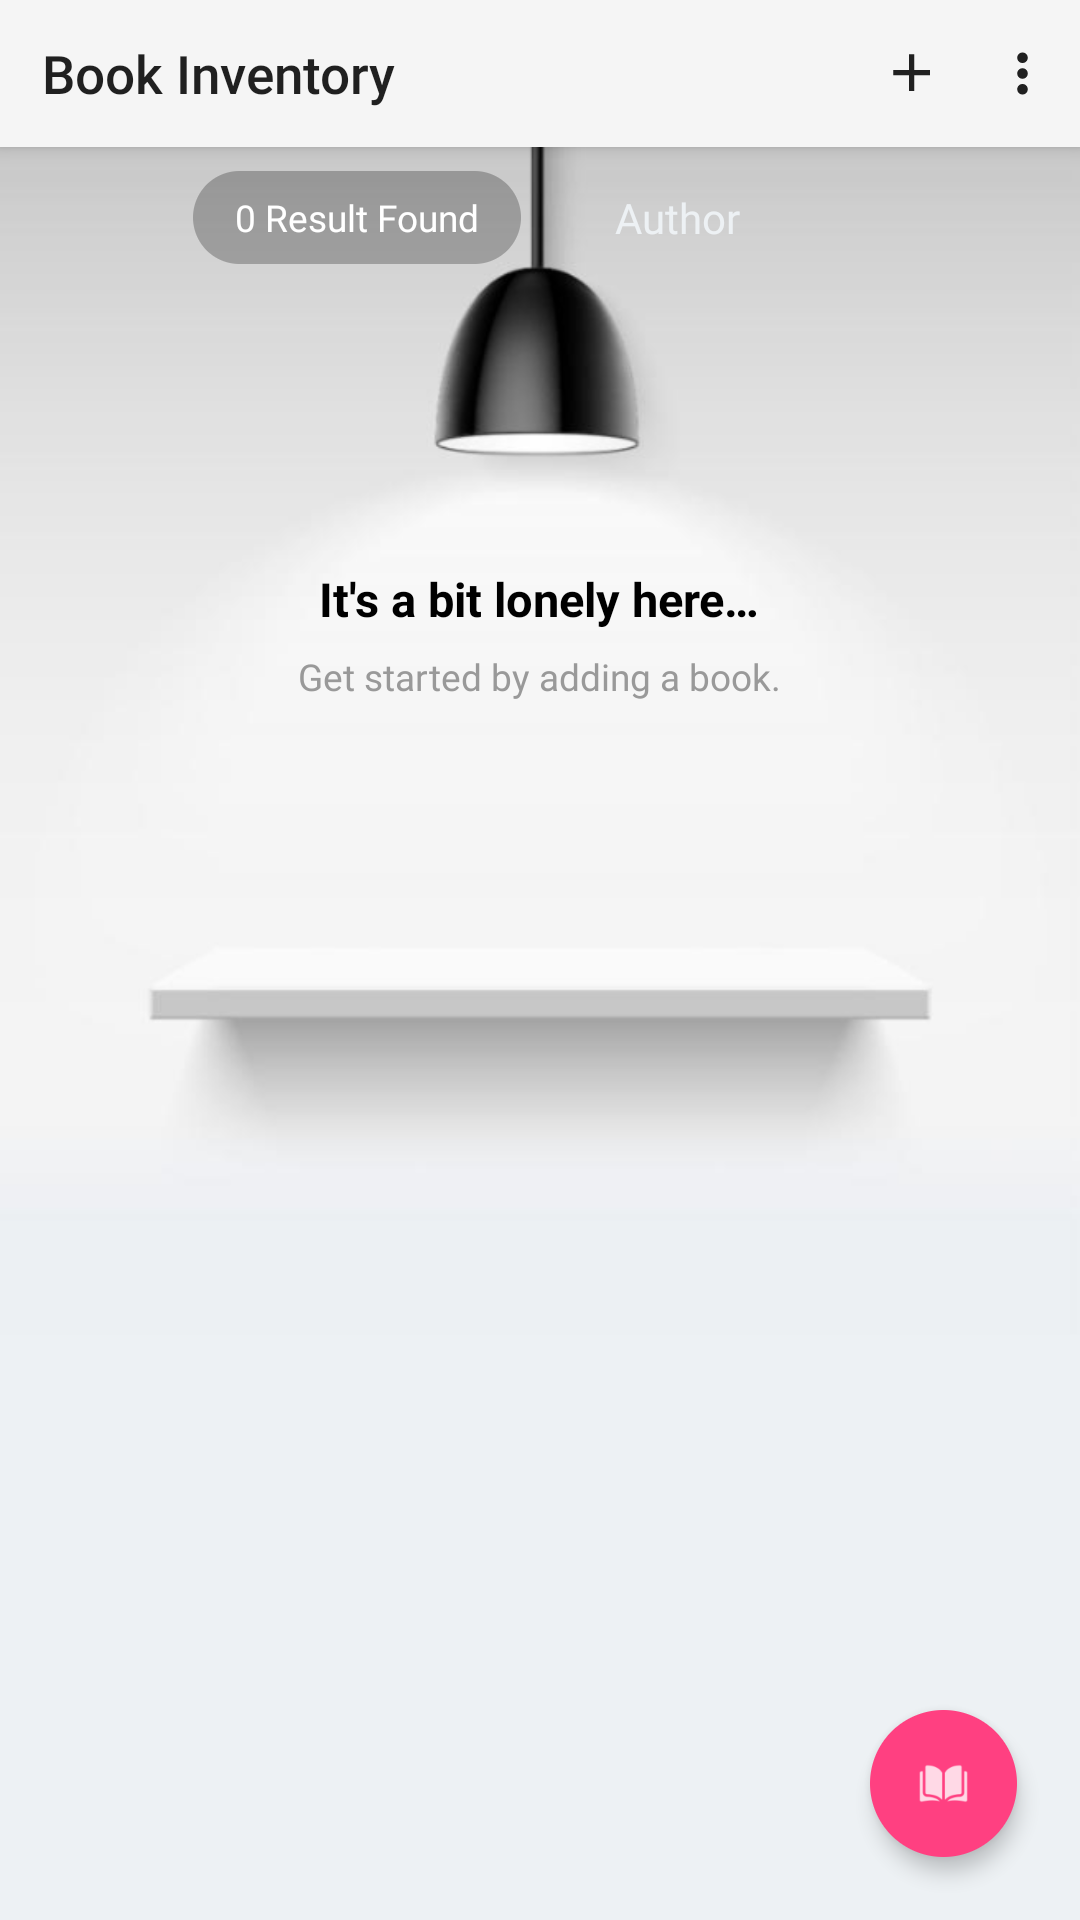 Book Inventory
0 Result Found
Author
It's a bit lonely here...
Get started by adding a book.